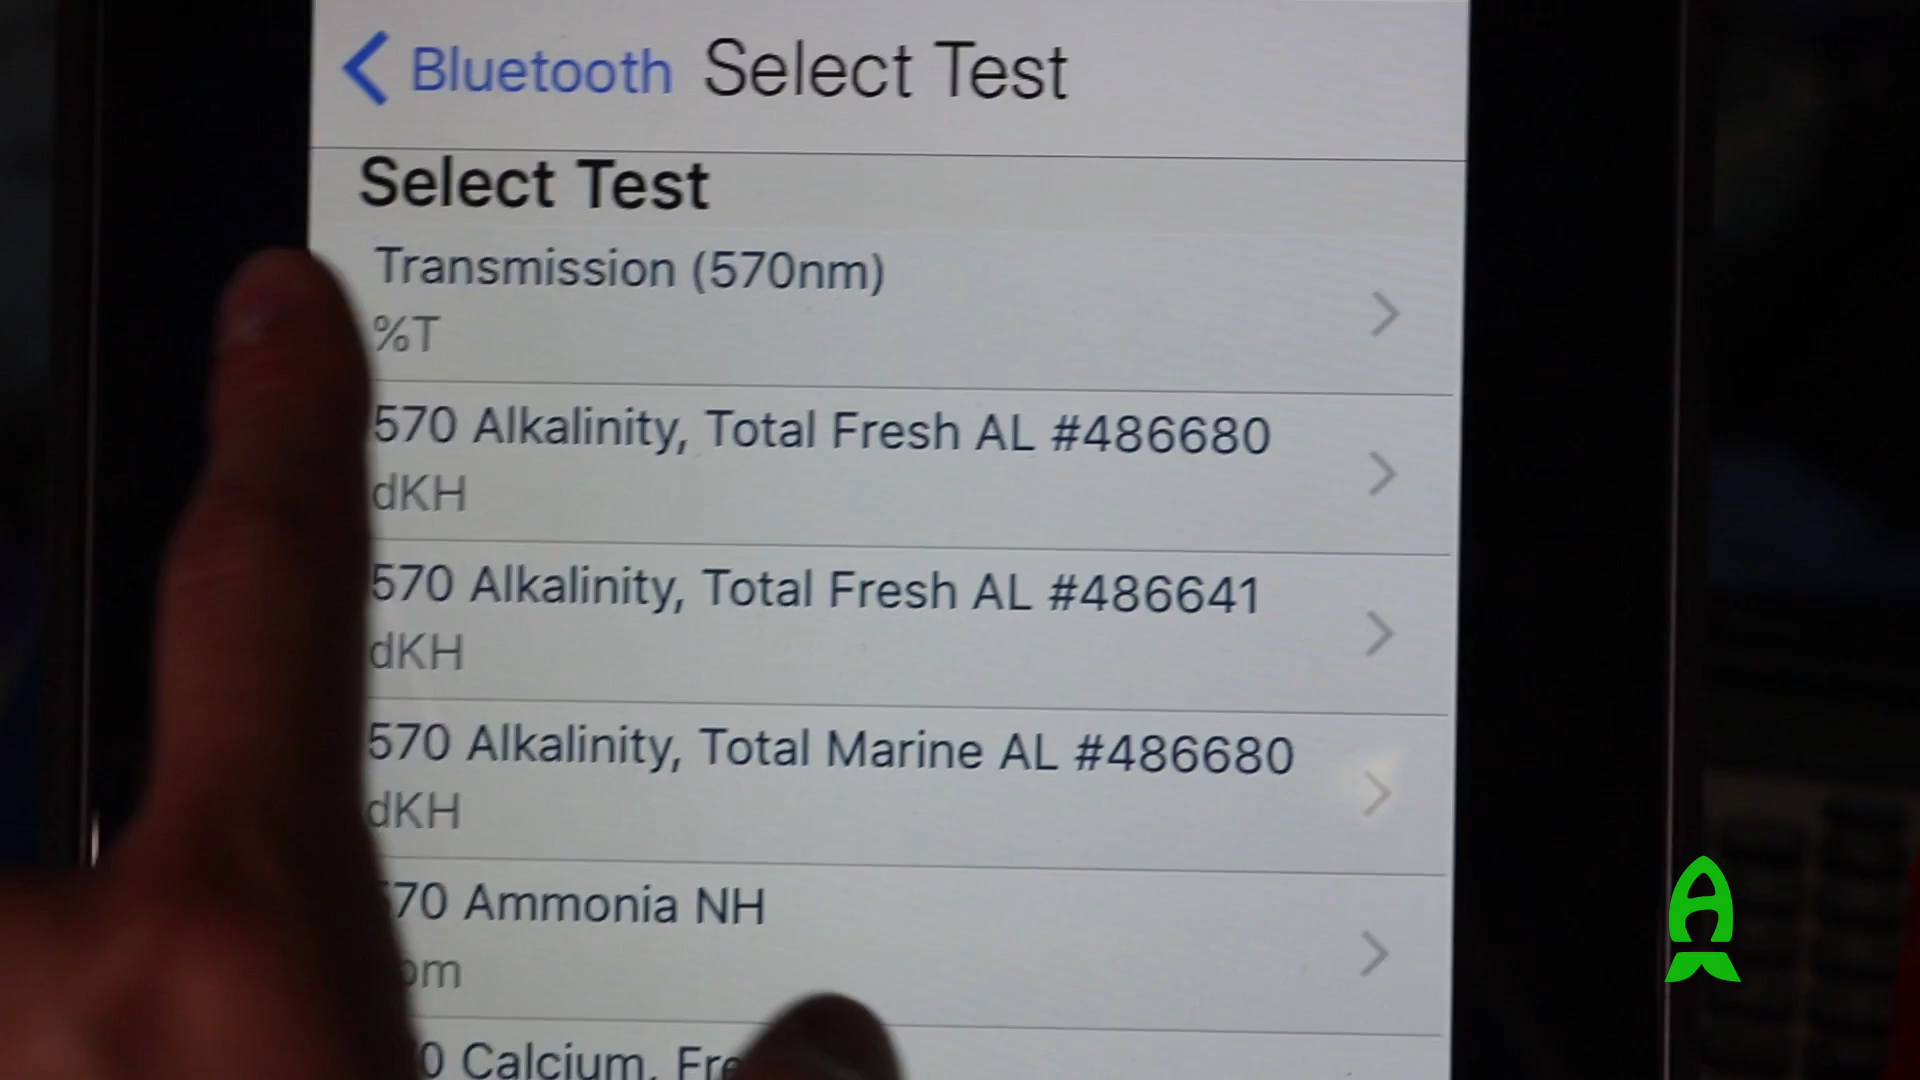 Bluetooth Select Test
Select Test
Transmission (570nm)
%T
570 Alkalinity, Total Fresh AL #486680
dKH
570 Alkalinity, Total Fresh AL #486641
dKH
570 Alkalinity, Total Marine AL #486680
dKH
70 Ammonia NH
pm
0 Calcium, Fre